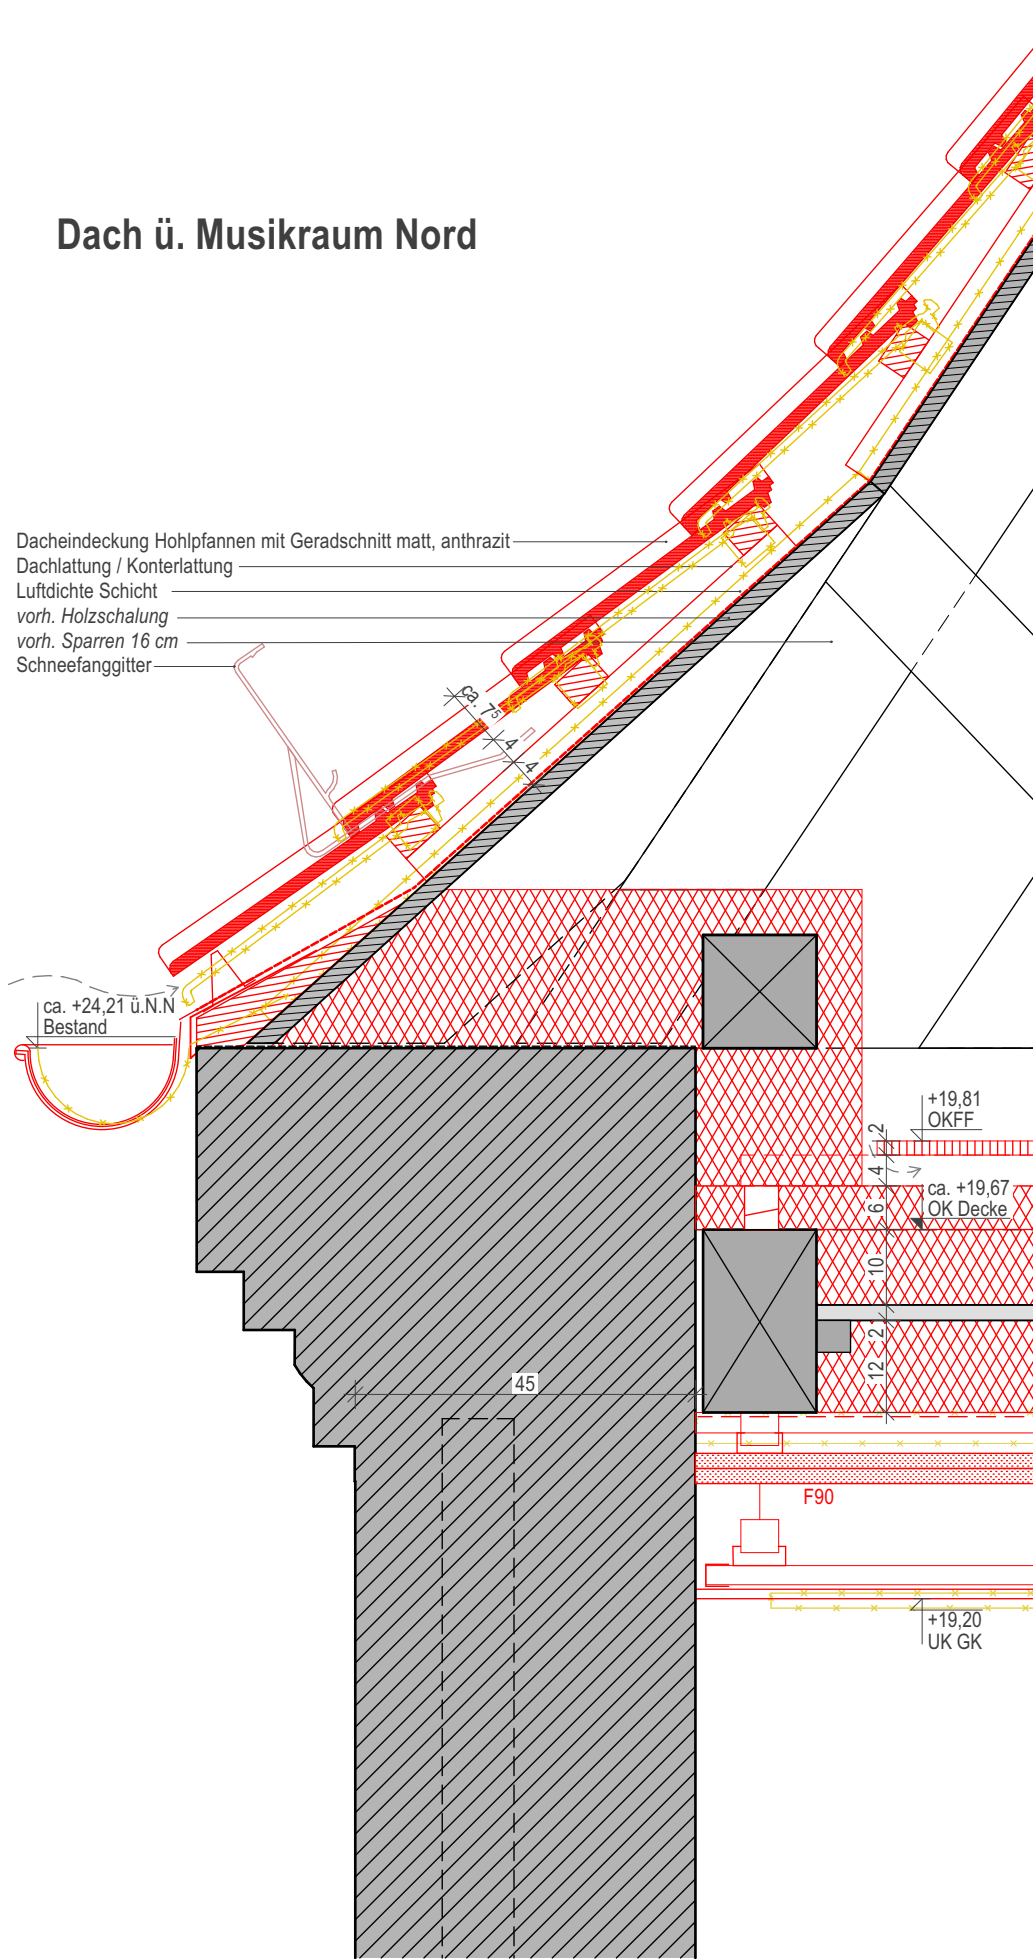 Dach ü. Musikraum Nord
Dacheindeckung Hohlpfannen mit Geradschnitt matt, anthrazit
Dachlattung / Konterlattung
Luftdichte Schicht
vorh. Holzschalung
vorh. Sparren 16 cm
Schneefanggitter
ca. 7⁵
4
4
ca. +24,21 ü.N.N
Bestand
+19,81
OKFF
2
4
ca. +19,67
OK Decke
6
10
2
12
45
F90
+19,20
UK GK